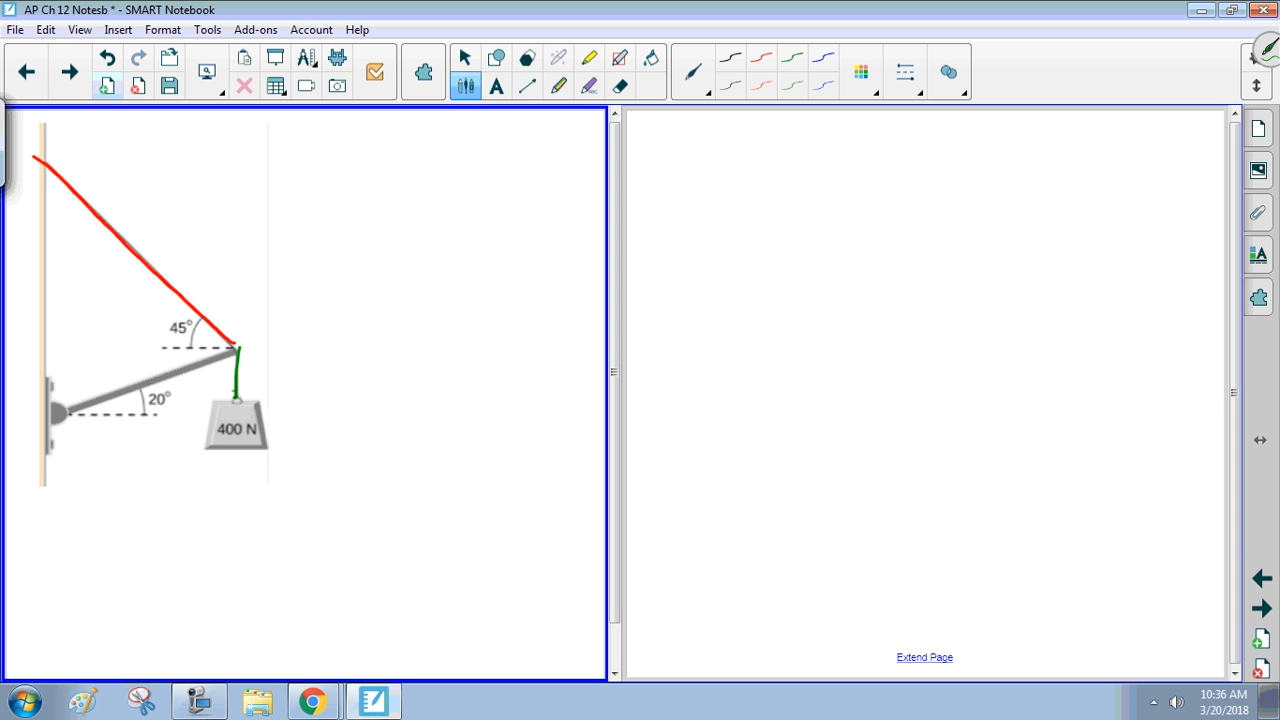 AP Ch 12 Notesb * - SMART Notebook
File Edit View Insert Format Tools Add-ons Account Help
45°
20°
400 N
Extend Page
10:36 AM
3/20/2018